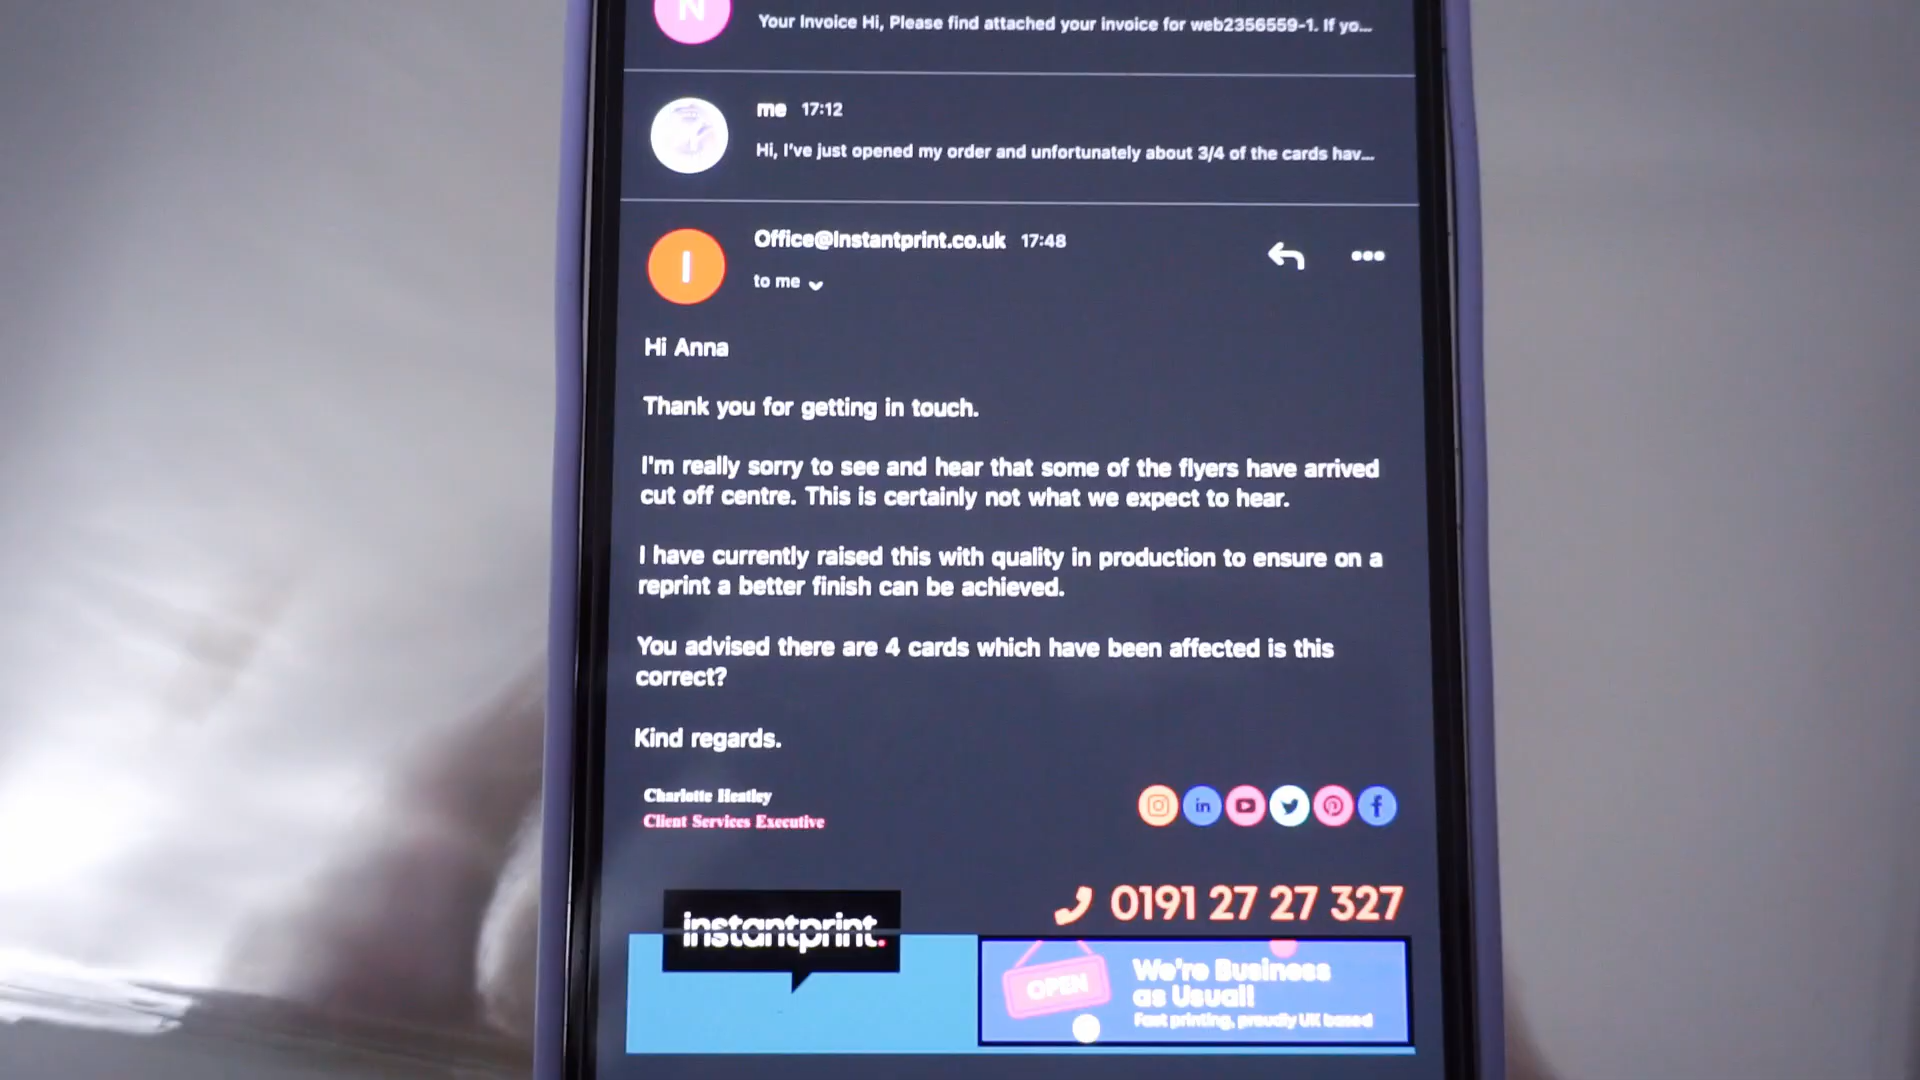 N
Your Invoice Hi, Please find attached your invoice for web2356559-1. If yo...
me 17:12
Hi, I've just opened my order and unfortunately about 3/4 of the cards hav...
I
Office@Instantprint.co.uk 17:48
to me
Hi Anna
Thank you for getting in touch.
I'm really sorry to see and hear that some of the flyers have arrived
cut off centre. This is certainly not what we expect to hear.
I have currently raised this with quality in production to ensure on a
reprint a better finish can be achieved.
You advised there are 4 cards which have been affected is this
correct?
Kind regards.
Charlotte Heatley
Client Services Executive
in
f
0191 27 27 327
instantprint.
OPEN
We're Business
as Usual!
Fast printing, proudly UK based